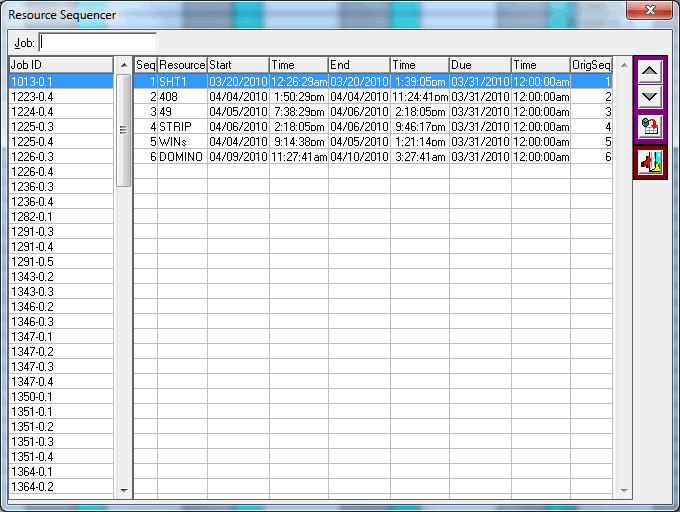 Resource Sequencer
Job:
Job ID
1013-0.1
1223-0.4
1224-0.4
1225-0.3
1225-0.4
1226-0.3
1226-0.4
1236-0.3
1236-0.4
1282-0.1
1291-0.3
1291-0.4
1291-0.5
1343-0.2
1343-0.3
1346-0.2
1346-0.3
1347-0.1
1347-0.2
1347-0.3
1347-0.4
1350-0.1
1351-0.1
1351-0.2
1351-0.3
1351-0.4
1364-0.1
1364-0.2
Seq Resource Start Time End Time Due Time OrigSeq
1 SHT1 03/20/2010 12:26:29am 03/20/2010 1:39:05pm 03/31/2010 12:00:00am 1
2 408 04/04/2010 1:50:29pm 04/04/2010 11:24:41pm 03/31/2010 12:00:00am 2
3 49 04/05/2010 7:38:29pm 04/06/2010 2:18:05pm 03/31/2010 12:00:00am 3
4 STRIP 04/06/2010 2:18:05pm 04/06/2010 9:46:17pm 03/31/2010 12:00:00am 4
5 WINs 04/04/2010 9:14:38pm 04/05/2010 1:21:14pm 03/31/2010 12:00:00am 5
6 DOMINO 04/09/2010 11:27:41am 04/10/2010 3:27:41am 03/31/2010 12:00:00am 6